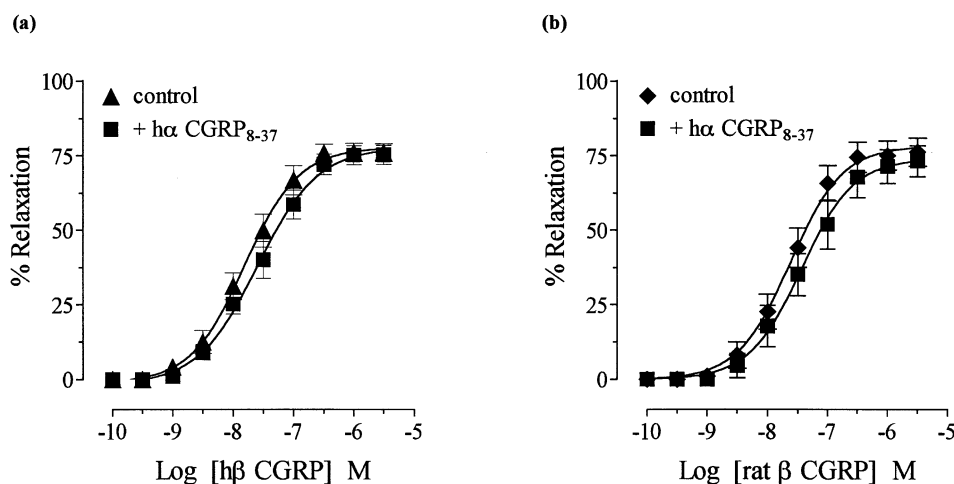 (a)
100
75
50
25
0
% Relaxation
control
+ hα CGRP8-37
-10 -9 -8 -7 -6 -5
Log [hβ CGRP] M
(b)
100
75
50
25
0
% Relaxation
control
+ hα CGRP8-37
-10 -9 -8 -7 -6 -5
Log [rat β CGRP] M